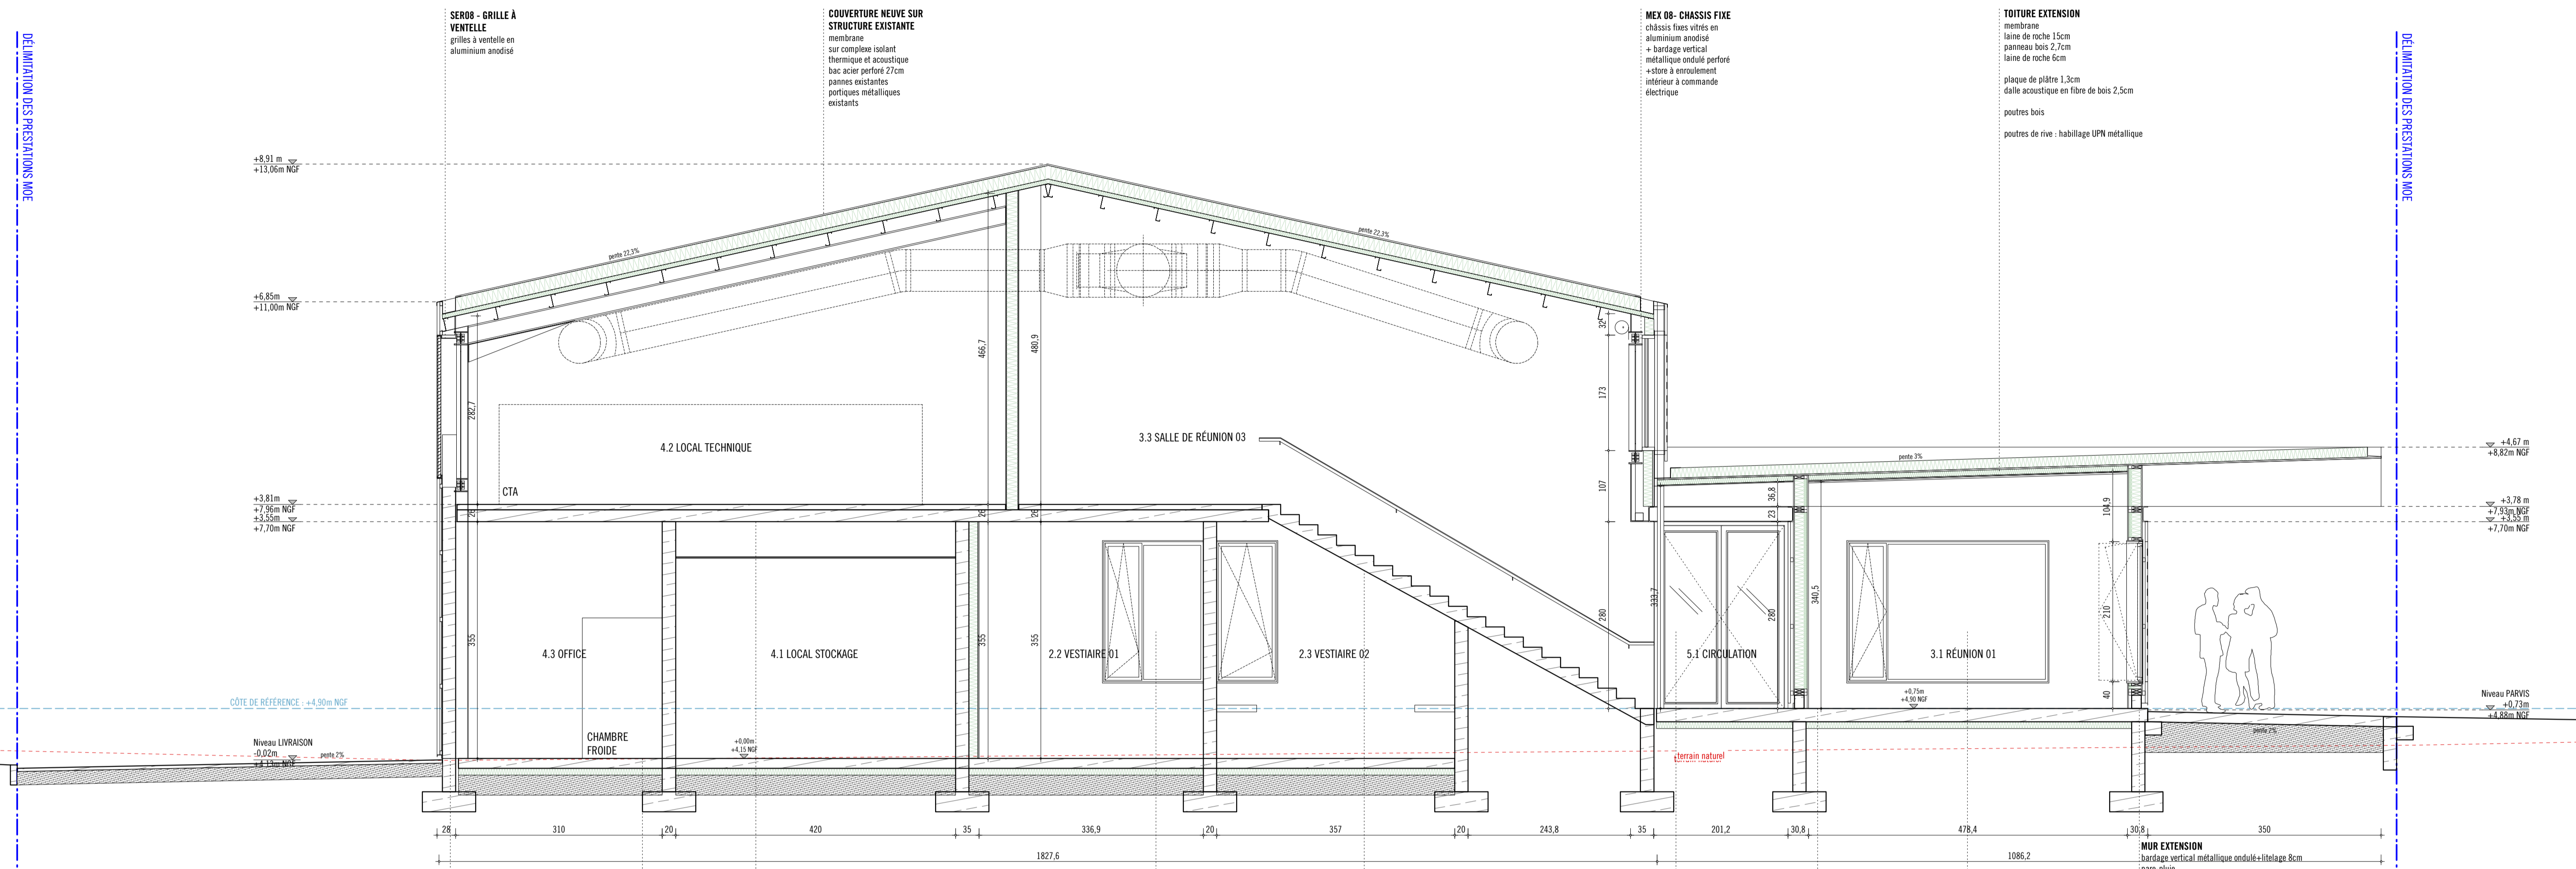 DÉLIMITATION DES PRESTATIONS MOE
SER08 - GRILLE À
VENTELLE
grilles à ventelle en
aluminium anodisé
COUVERTURE NEUVE SUR
STRUCTURE EXISTANTE
membrane
sur complexe isolant
thermique et acoustique
bac acier perforé 27cm
pannes existantes
portiques métalliques
existants
MEX 08- CHASSIS FIXE
châssis fixes vitrés en
aluminium anodisé
+ bardage vertical
métallique ondulé perforé
+store à enroulement
intérieur à commande
électrique
TOITURE EXTENSION
membrane
laine de roche 15cm
panneau bois 2,7cm
laine de roche 6cm
plaque de plâtre 1,3cm
dalle acoustique en fibre de bois 2,5cm
poutres bois
poutres de rive : habillage UPN métallique
DÉLIMITATION DES PRESTATIONS MOE
+8,91 m
+13,06m NGF
pente 22,3%
pente 22,3%
+6,85m
+11,00m NGF
32
466,7
480,9
173
282,7
4.2 LOCAL TECHNIQUE
3.3 SALLE DE RÉUNION 03
CTA
107
pente 3%
+4,67 m
+8,82m NGF
+3,81m
+7,96m NGF
+3,55m
+7,70m NGF
26
26
26
36,8
23
104,9
+3,78 m
+7,93m NGF
+3,55 m
+7,70m NGF
355
355
355
280
333,7
280
340,5
210
40
4.3 OFFICE
4.1 LOCAL STOCKAGE
2.2 VESTIAIRE 01
2.3 VESTIAIRE 02
5.1 CIRCULATION
3.1 RÉUNION 01
CÔTE DE RÉFÉRENCE : +4,90m NGF
+0,75m
+4,90 NGF
Niveau PARVIS
+0,73m
+4,88m NGF
pente 2%
Niveau LIVRAISON
-0,02m
+4,13m NGF
pente 2%
CHAMBRE
FROIDE
+0,00m
+4,15 NGF
terrain naturel
terrain naturel
28
310
20
420
35
336,9
20
357
20
243,8
35
201,2
30,8
478,4
30,8
350
1827,6
1086,2
MUR EXTENSION
bardage vertical métallique ondulé+litelage 8cm
pare-pluie